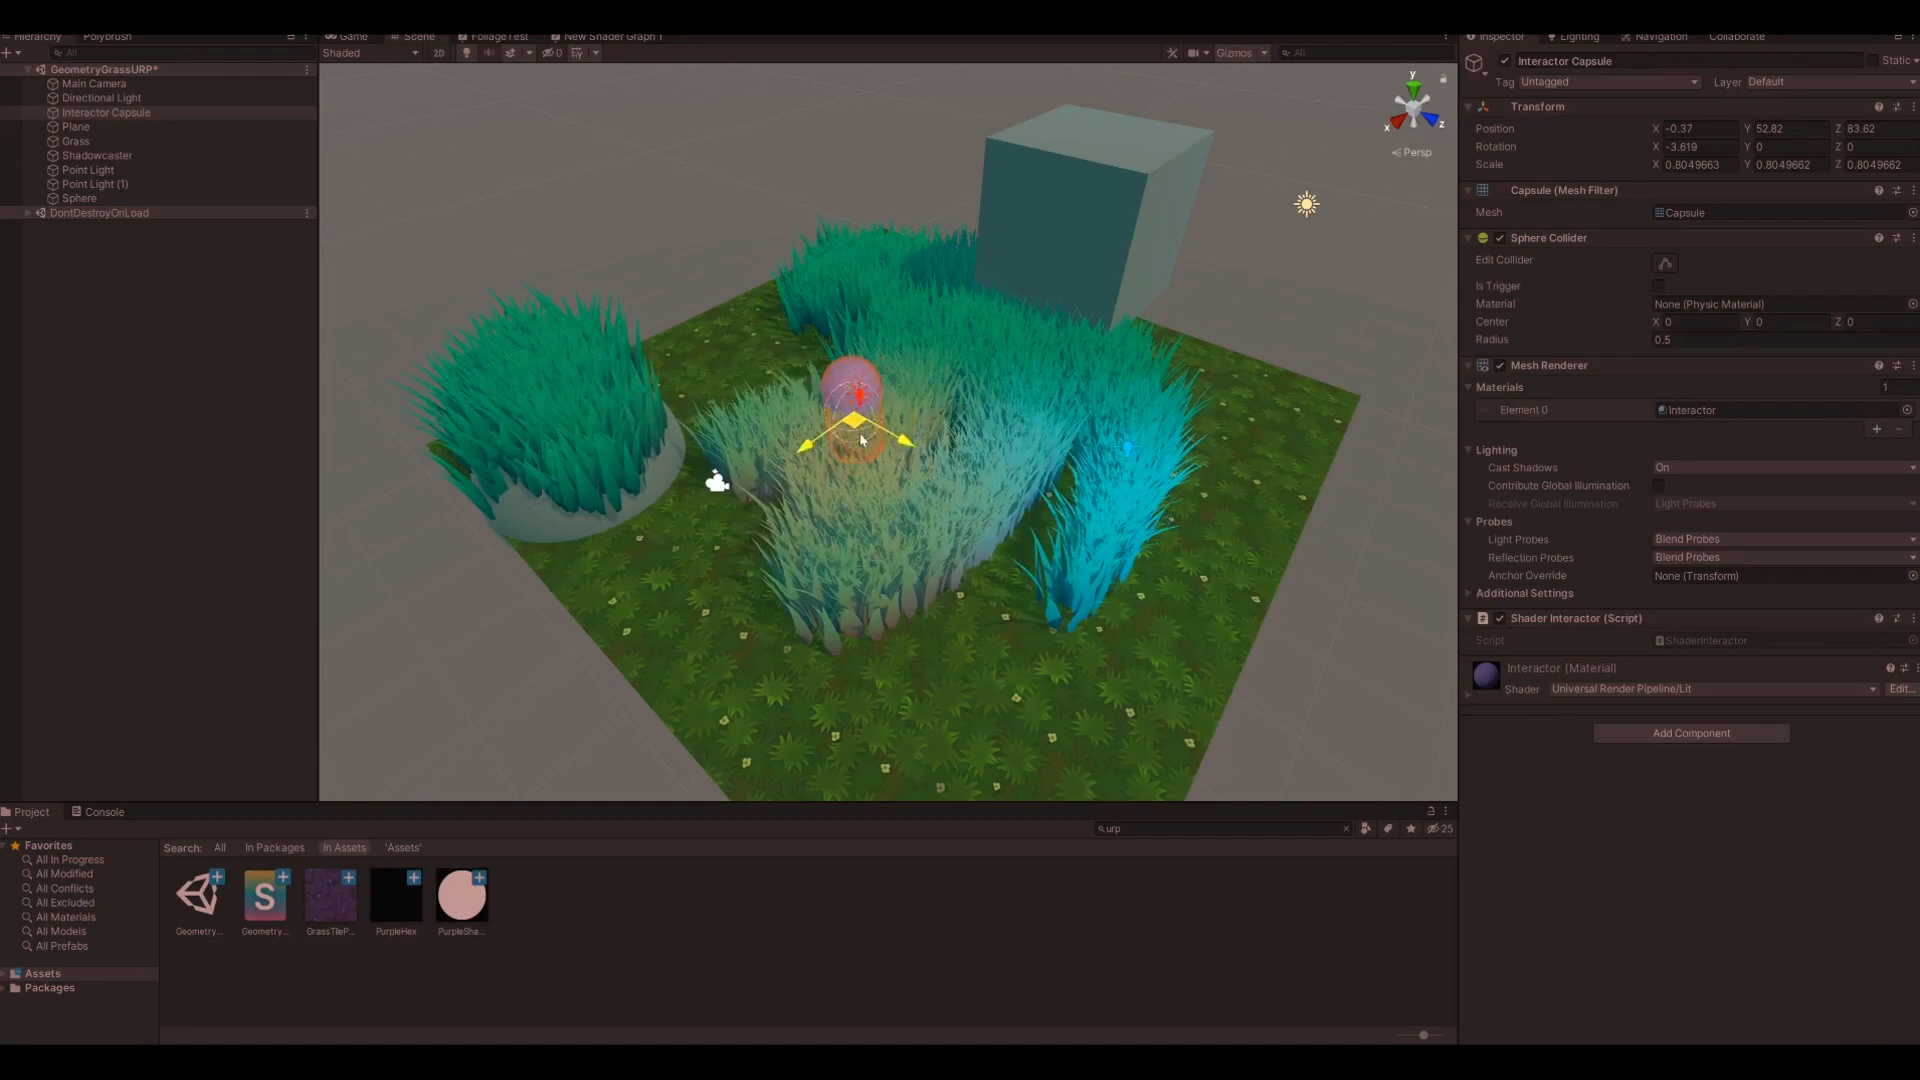 Hierarchy Polybrush
All
GeometryGrassURP*
Main Camera
Directional Light
Interactor Capsule
Plane
Grass
Shadowcaster
Point Light
Point Light (1)
Sphere
DontDestroyOnLoad
Game Scene FoliageTest New Shader Graph 1
Shaded 2D 0 Gizmos All
y
x z
Persp
Inspector Lighting Navigation Collaborate
Interactor Capsule Static
Tag Untagged Layer Default
Transform
Position X -0.37 Y 52.82 Z 83.62
Rotation X -3.619 Y 0 Z 0
Scale X 0.8049663 Y 0.8049662 Z 0.8049662
Capsule (Mesh Filter)
Mesh Capsule
Sphere Collider
Edit Collider
Is Trigger
Material None (Physic Material)
Center X 0 Y 0 Z 0
Radius 0.5
Mesh Renderer
Materials 1
Element 0 Interactor
Lighting
Cast Shadows On
Contribute Global Illumination
Receive Global Illumination Light Probes
Probes
Light Probes Blend Probes
Reflection Probes Blend Probes
Anchor Override None (Transform)
Additional Settings
Shader Interactor (Script)
Script ShaderInteractor
Interactor (Material)
Shader Universal Render Pipeline/Lit Edit...
Add Component
Project Console
urp 25
Favorites
All In Progress
All Modified
All Conflicts
All Excluded
All Materials
All Models
All Prefabs
Assets
Packages
Search: All In Packages In Assets 'Assets'
S
Geometry... Geometry... GrassTileP... PurpleHex PurpleSha...